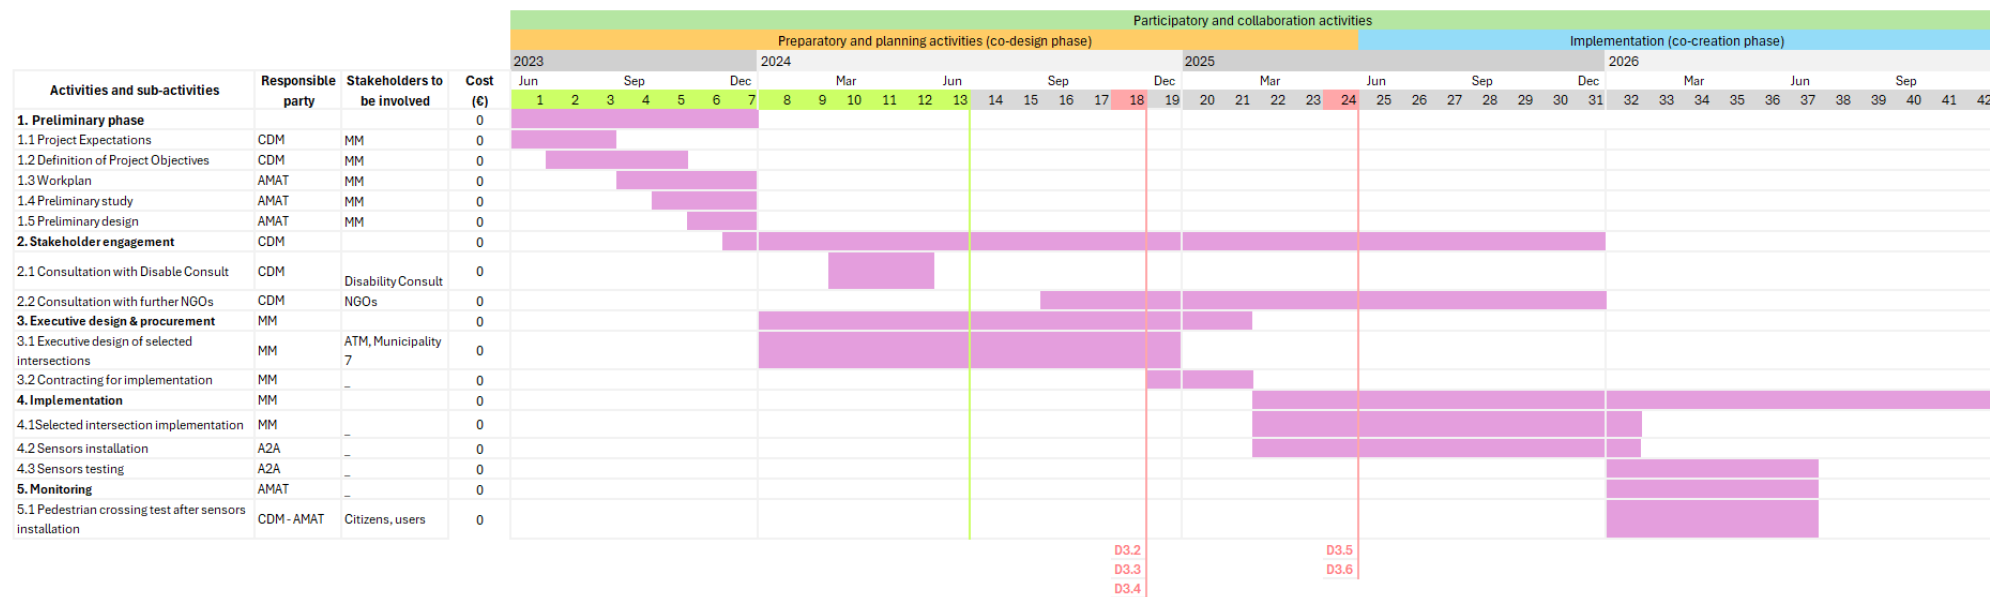 Participatory and collaboration activities
Preparatory and planning activities (co-design phase) Implementation (co-creation phase)
2023 2024 2025 2026
Activities and sub-activities Responsible party Stakeholders to be involved Cost (€) Jun Sep Dec Mar Jun Sep Dec Mar Jun Sep Dec Mar Jun Sep
1 2 3 4 5 6 7 8 9 10 11 12 13 14 15 16 17 18 19 20 21 22 23 24 25 26 27 28 29 30 31 32 33 34 35 36 37 38 39 40 41 42
1. Preliminary phase 0
1.1 Project Expectations CDM MM 0
1.2 Definition of Project Objectives CDM MM 0
1.3 Workplan AMAT MM 0
1.4 Preliminary study AMAT MM 0
1.5 Preliminary design AMAT MM 0
2. Stakeholder engagement CDM 0
2.1 Consultation with Disable Consult CDM Disability Consult 0
2.2 Consultation with further NGOs CDM NGOs 0
3. Executive design & procurement MM 0
3.1 Executive design of selected intersections MM ATM, Municipality 7 0
3.2 Contracting for implementation MM _ 0
4. Implementation MM 0
4.1Selected intersection implementation MM _ 0
4.2 Sensors installation A2A _ 0
4.3 Sensors testing A2A _ 0
5. Monitoring AMAT _ 0
5.1 Pedestrian crossing test after sensors installation CDM - AMAT Citizens, users 0
D3.2 D3.5
D3.3 D3.6
D3.4